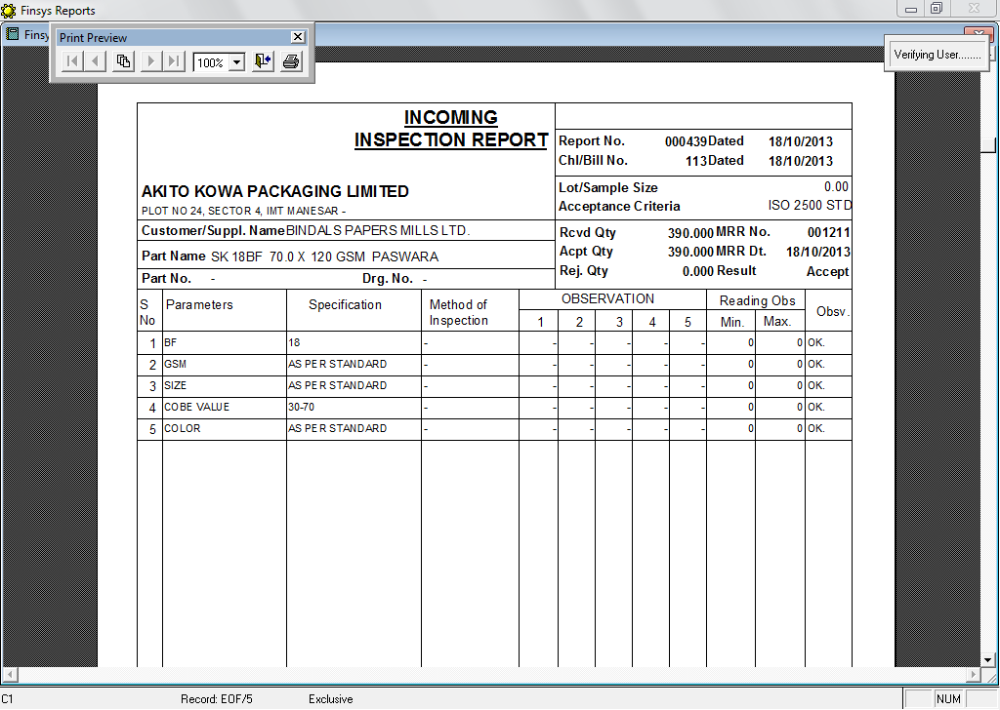 Finsys Reports
Finsy
Print Preview
100%
Verifying User........
INCOMING
INSPECTION REPORT
Report No. 000439 Dated 18/10/2013
Chl/Bill No. 113 Dated 18/10/2013
AKITO KOWA PACKAGING LIMITED
PLOT NO 24, SECTOR 4, IMT MANESAR -
Lot/Sample Size 0.00
Acceptance Criteria ISO 2500 STD
Customer/Suppl. Name BINDALS PAPERS MILLS LTD.
Part Name SK 18BF 70.0 X 120 GSM PASWARA
Part No. - Drg. No. -
Rcvd Qty 390.000 MRR No. 001211
Acpt Qty 390.000 MRR Dt. 18/10/2013
Rej. Qty 0.000 Result Accept
S No Parameters Specification Method of Inspection OBSERVATION Reading Obs Obsv.
1 2 3 4 5 Min. Max.
1 BF 18 - - - - - - 0 0 OK.
2 GSM AS PER STANDARD - - - - - - 0 0 OK.
3 SIZE AS PER STANDARD - - - - - - 0 0 OK.
4 COBE VALUE 30-70 - - - - - - 0 0 OK.
5 COLOR AS PER STANDARD - - - - - - 0 0 OK.
C1 Record: EOF/5 Exclusive NUM